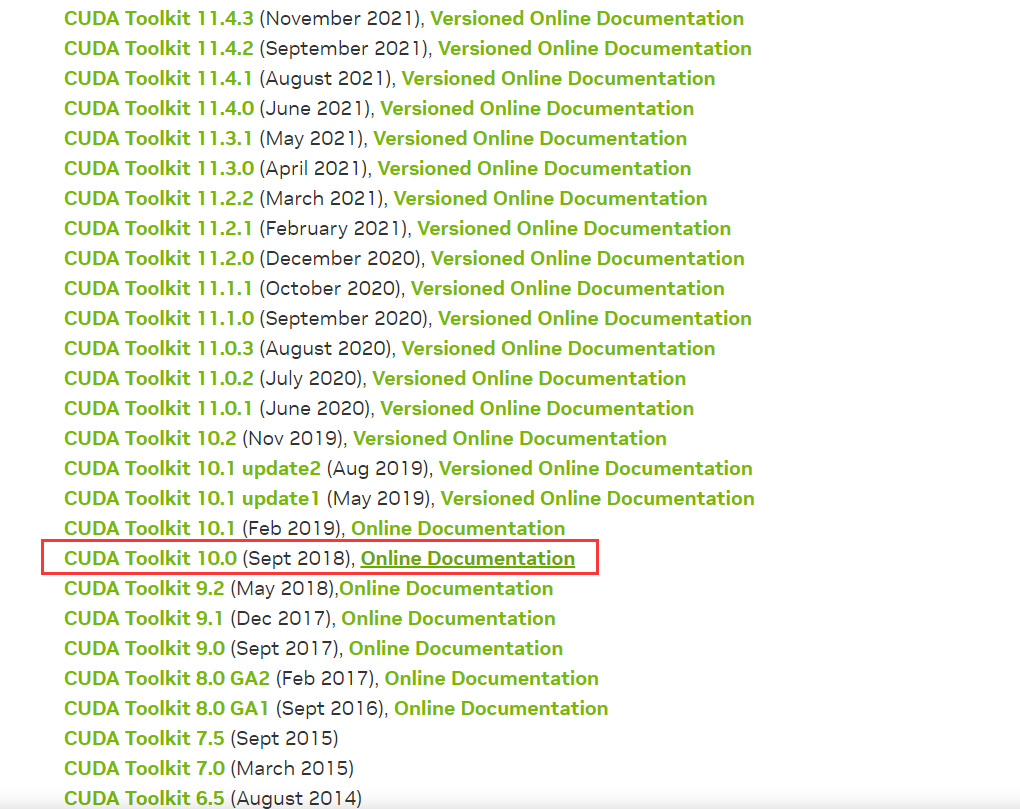 CUDA Toolkit 11.4.3 (November 2021), Versioned Online Documentation
CUDA Toolkit 11.4.2 (September 2021), Versioned Online Documentation
CUDA Toolkit 11.4.1 (August 2021), Versioned Online Documentation
CUDA Toolkit 11.4.0 (June 2021), Versioned Online Documentation
CUDA Toolkit 11.3.1 (May 2021), Versioned Online Documentation
CUDA Toolkit 11.3.0 (April 2021), Versioned Online Documentation
CUDA Toolkit 11.2.2 (March 2021), Versioned Online Documentation
CUDA Toolkit 11.2.1 (February 2021), Versioned Online Documentation
CUDA Toolkit 11.2.0 (December 2020), Versioned Online Documentation
CUDA Toolkit 11.1.1 (October 2020), Versioned Online Documentation
CUDA Toolkit 11.1.0 (September 2020), Versioned Online Documentation
CUDA Toolkit 11.0.3 (August 2020), Versioned Online Documentation
CUDA Toolkit 11.0.2 (July 2020), Versioned Online Documentation
CUDA Toolkit 11.0.1 (June 2020), Versioned Online Documentation
CUDA Toolkit 10.2 (Nov 2019), Versioned Online Documentation
CUDA Toolkit 10.1 update2 (Aug 2019), Versioned Online Documentation
CUDA Toolkit 10.1 update1 (May 2019), Versioned Online Documentation
CUDA Toolkit 10.1 (Feb 2019), Online Documentation
CUDA Toolkit 10.0 (Sept 2018), Online Documentation
CUDA Toolkit 9.2 (May 2018),Online Documentation
CUDA Toolkit 9.1 (Dec 2017), Online Documentation
CUDA Toolkit 9.0 (Sept 2017), Online Documentation
CUDA Toolkit 8.0 GA2 (Feb 2017), Online Documentation
CUDA Toolkit 8.0 GA1 (Sept 2016), Online Documentation
CUDA Toolkit 7.5 (Sept 2015)
CUDA Toolkit 7.0 (March 2015)
CUDA Toolkit 6.5 (August 2014)